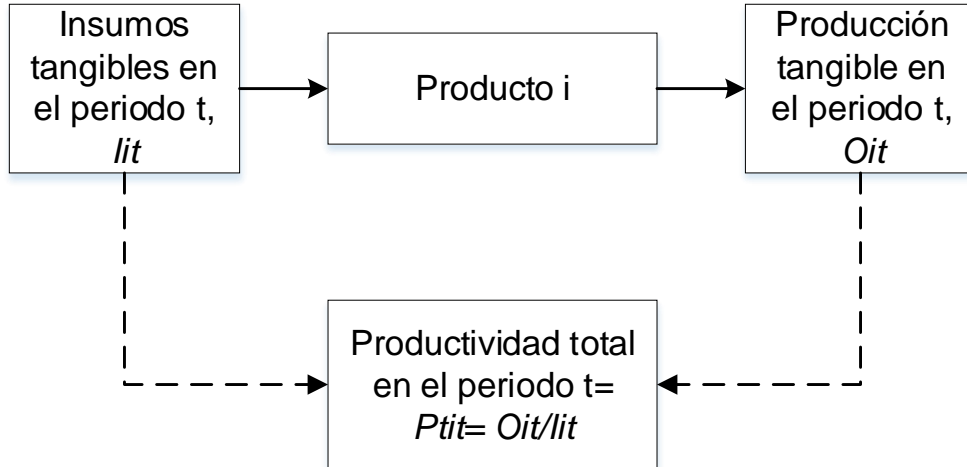 Insumos
tangibles en
el periodo t,
Iit
Producto i
Producción
tangible en
el periodo t,
Oit
Productividad total
en el periodo t=
Ptit= Oit/Iit